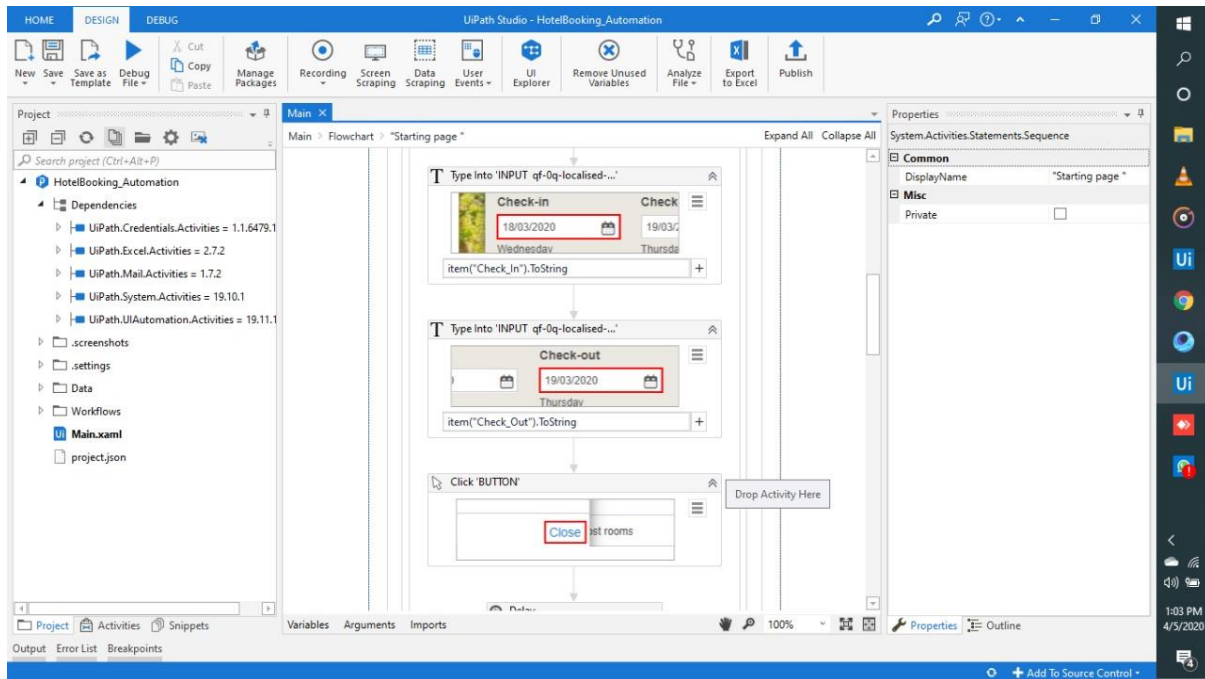 HOME DESIGN DEBUG
UiPath Studio - HotelBooking_Automation
New Save Save as Template Debug File
Cut
Copy
Paste
Manage Packages
Recording Screen Scraping Data Scraping User Events UI Explorer Remove Unused Variables Analyze File Export to Excel Publish
Project
Search project (Ctrl+Alt+P)
HotelBooking_Automation
Dependencies
UiPath.Credentials.Activities = 1.1.6479.1
UiPath.Excel.Activities = 2.7.2
UiPath.Mail.Activities = 1.7.2
UiPath.System.Activities = 19.10.1
UiPath.UIAutomation.Activities = 19.11.1
.screenshots
.settings
Data
Workflows
Main.xaml
project.json
Project Activities Snippets
Main
Main > Flowchart > "Starting page "
Expand All Collapse All
Type Into 'INPUT qf-0q-localised-...'
Check-in Check
18/03/2020 19/03/2
Wednesday Thursda
item("Check_In").ToString
Type Into 'INPUT qf-0q-localised-...'
Check-out
19/03/2020
Thursday
item("Check_Out").ToString
Click 'BUTTON'
Close ost rooms
Drop Activity Here
Delay
Variables Arguments Imports
100%
Properties
System.Activities.Statements.Sequence
Common
DisplayName "Starting page "
Misc
Private
Properties Outline
Output Error List Breakpoints
Add To Source Control
Ui
Ui
1:03 PM
4/5/2020
4